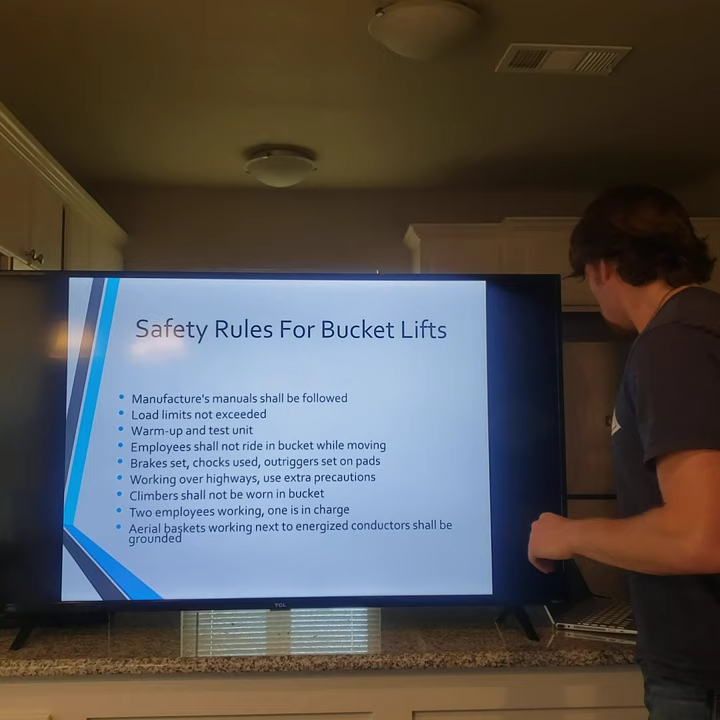 Safety Rules For Bucket Lifts
Manufacture's manuals shall be followed
Load limits not exceeded
Warm-up and test unit
Employees shall not ride in bucket while moving
Brakes set, chocks used, outriggers set on pads
Working over highways, use extra precautions
Climbers shall not be worn in bucket
Two employees working, one is in charge
Aerial baskets working next to energized conductors shall be
grounded
TCL